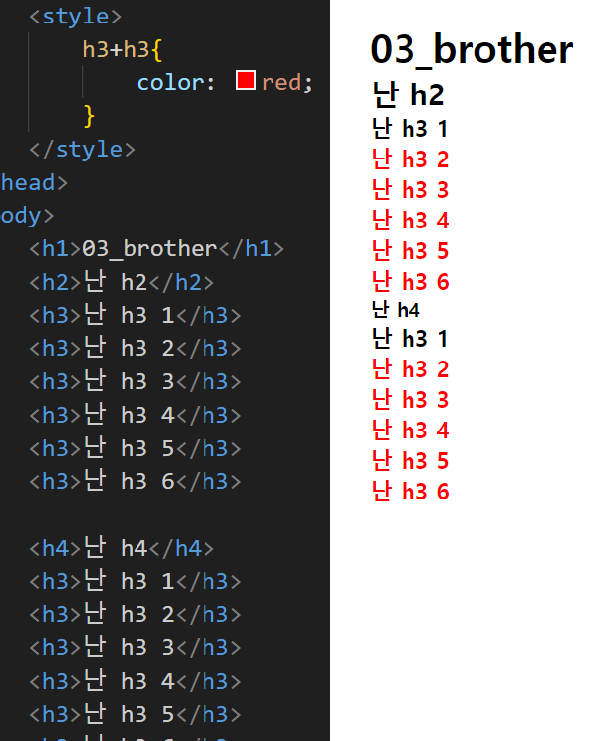 <style>
h3+h3{
color: red;
}
</style>
head>
ody>
<h1>03_brother</h1>
<h2>난 h2</h2>
<h3>난 h3 1</h3>
<h3>난 h3 2</h3>
<h3>난 h3 3</h3>
<h3>난 h3 4</h3>
<h3>난 h3 5</h3>
<h3>난 h3 6</h3>
<h4>난 h4</h4>
<h3>난 h3 1</h3>
<h3>난 h3 2</h3>
<h3>난 h3 3</h3>
<h3>난 h3 4</h3>
<h3>난 h3 5</h3>
03_brother
난 h2
난 h3 1
난 h3 2
난 h3 3
난 h3 4
난 h3 5
난 h3 6
난 h4
난 h3 1
난 h3 2
난 h3 3
난 h3 4
난 h3 5
난 h3 6